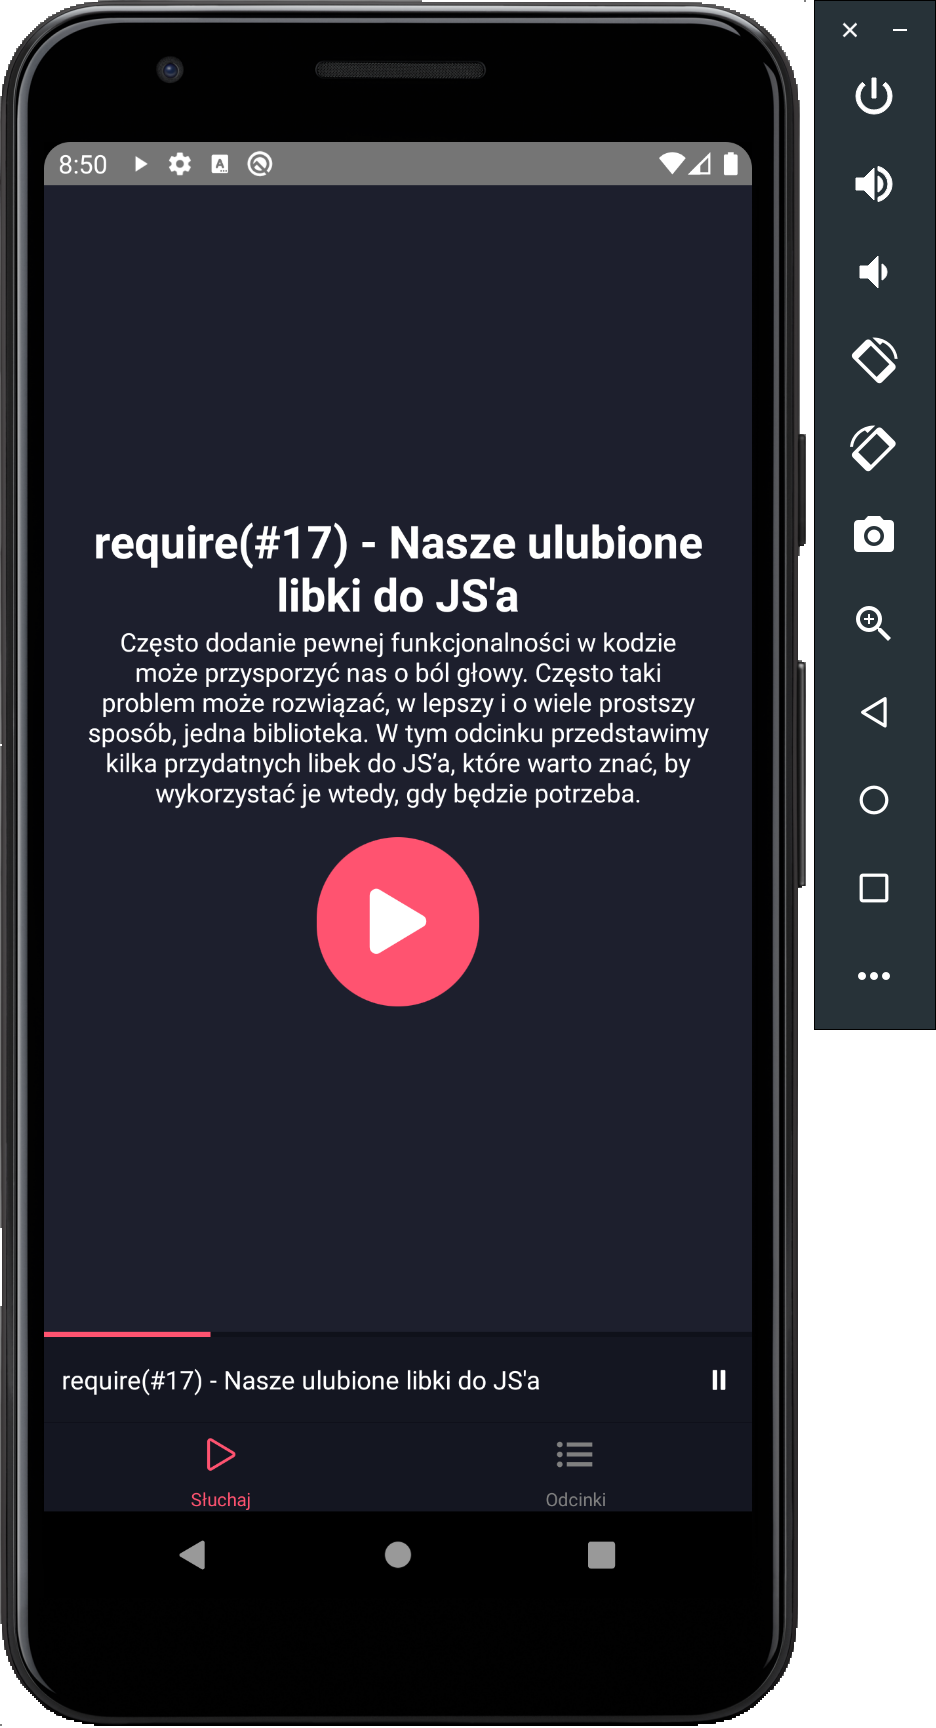 8:50
require(#17) - Nasze ulubione
libki do JS'a
Często dodanie pewnej funkcjonalności w kodzie
może przysporzyć nas o ból głowy. Często taki
problem może rozwiązać, w lepszy i o wiele prostszy
sposób, jedna biblioteka. W tym odcinku przedstawimy
kilka przydatnych libek do JS’a, które warto znać, by
wykorzystać je wtedy, gdy będzie potrzeba.
require(#17) - Nasze ulubione libki do JS'a
Słuchaj
Odcinki